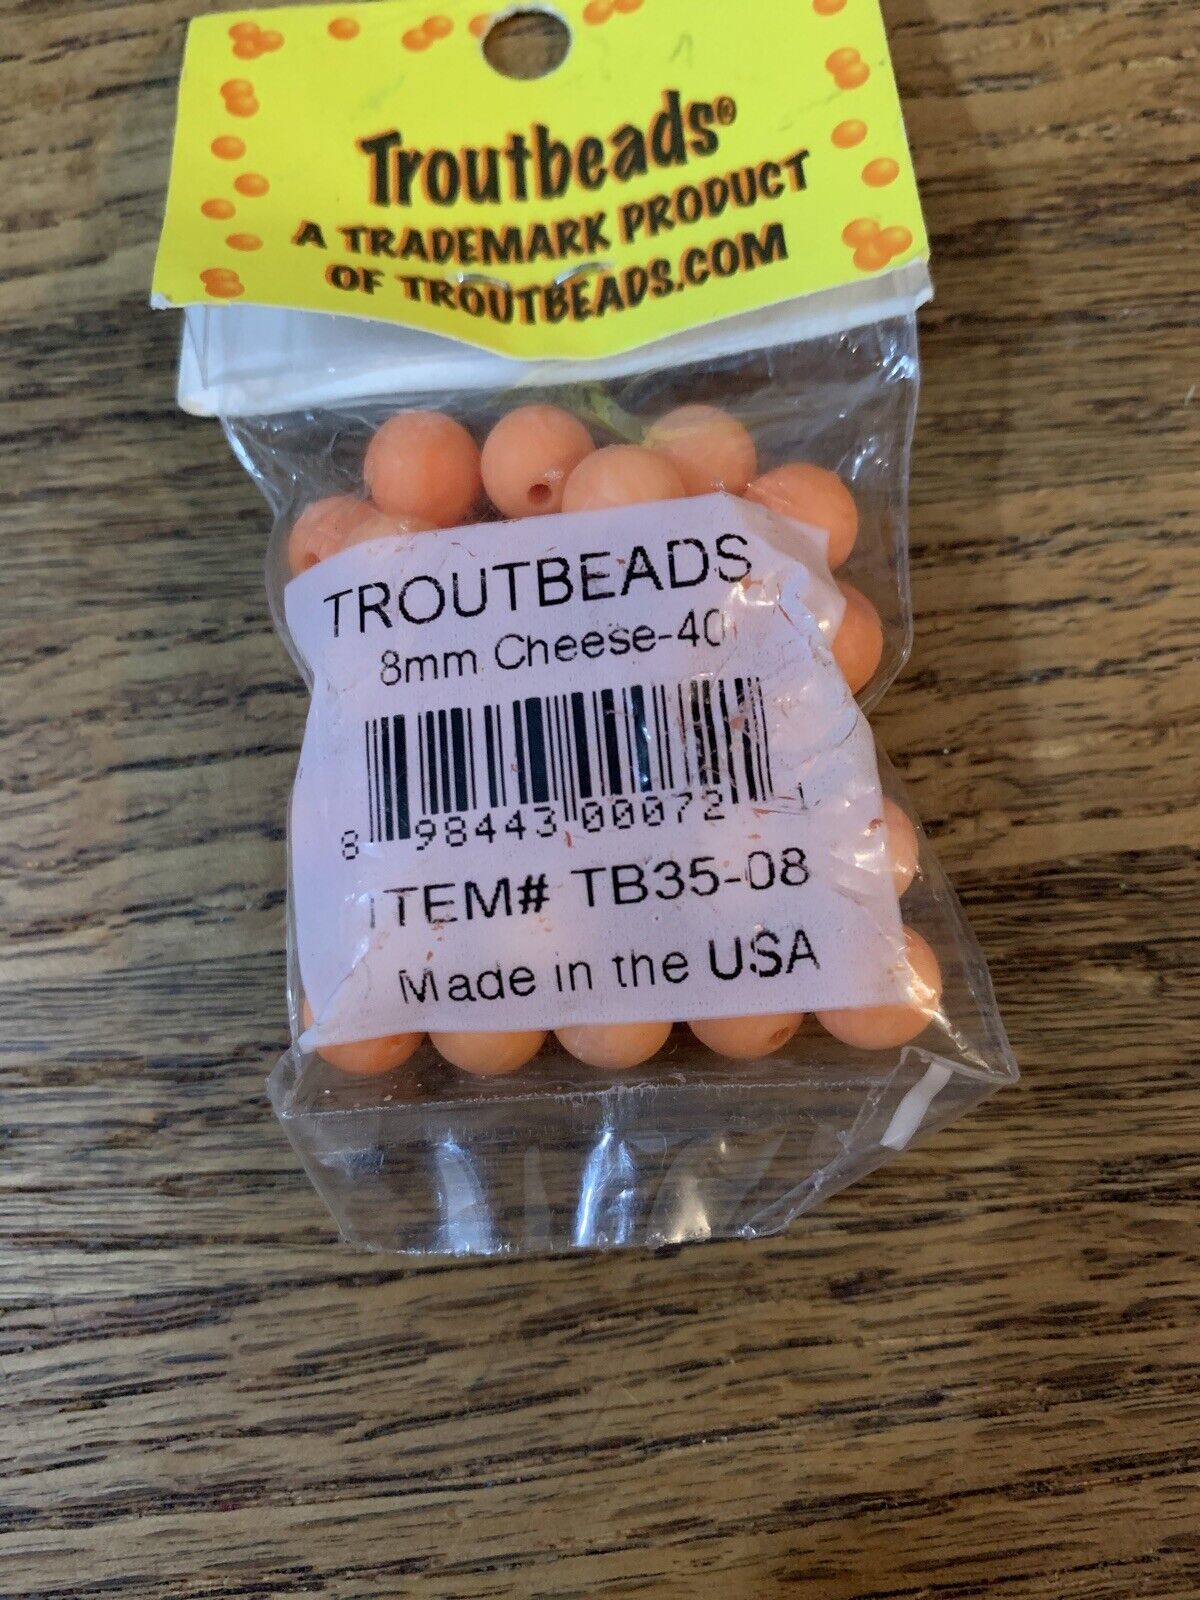 Troutbeads®
A TRADEMARK PRODUCT
OF TROUTBEADS.COM
TROUTBEADS
8mm Cheese-40
8 98443 00072 1
ITEM# TB35-08
Made in the USA